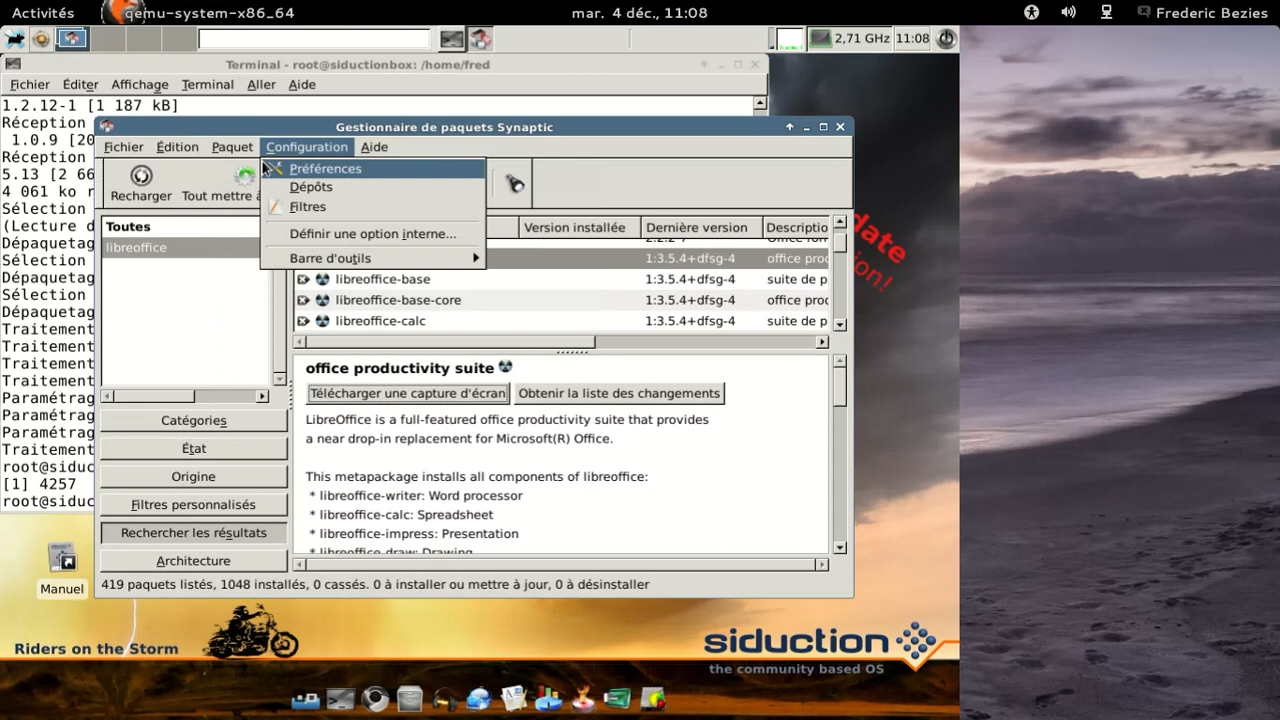 Activités
qemu-system-x86_64
mar. 4 déc., 11:08
Frederic Bezies
2,71 GHz
11:08
Terminal - root@siductionbox: /home/fred
Fichier Éditer Affichage Terminal Aller Aide
1.2.12-1 [1 187 kB]
Réception
1.0.9 [20
5.13 [2 66
4 061 ko r
Sélection
(Lecture d
Dépaquetag
Sélection
Dépaquetag
Sélection
Dépaquetag
Traitement
Traitement
Traitement
Traitement
Paramétrag
Paramétrag
Paramétrag
Traitement
root@siduc
[1] 4257
root@siduc
Gestionnaire de paquets Synaptic
Fichier Édition Paquet Configuration Aide
Recharger
Tout mettre à
Préférences
Dépôts
Filtres
Définir une option interne...
Barre d'outils
Toutes
libreoffice
Version installée Dernière version Descriptio
1:3.5.4+dfsg-4 office prod
libreoffice-base 1:3.5.4+dfsg-4 suite de p
libreoffice-base-core 1:3.5.4+dfsg-4 office prod
libreoffice-calc 1:3.5.4+dfsg-4 suite de p
office productivity suite
Télécharger une capture d'écran
Obtenir la liste des changements
LibreOffice is a full-featured office productivity suite that provides
a near drop-in replacement for Microsoft(R) Office.
This metapackage installs all components of libreoffice:
* libreoffice-writer: Word processor
* libreoffice-calc: Spreadsheet
* libreoffice-impress: Presentation
* libreoffice-draw: Drawing
Catégories
État
Origine
Filtres personnalisés
Rechercher les résultats
Architecture
419 paquets listés, 1048 installés, 0 cassés. 0 à installer ou mettre à jour, 0 à désinstaller
date
on!
Manuel
Riders on the Storm
siduction
the community based OS